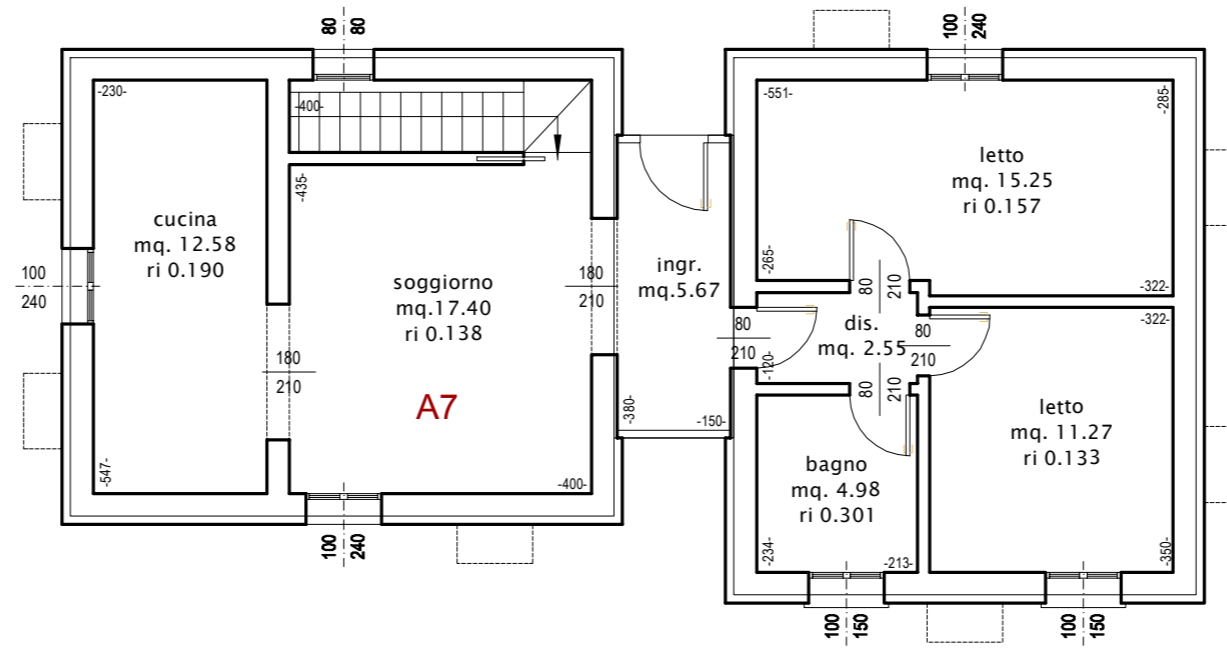 80 80
100 240
-230-
-400-
-551-
-285-
-435-
letto
mq. 15.25
ri 0.157
cucina
mq. 12.58
ri 0.190
-265-
ingr.
mq.5.67
180
210
soggiorno
mq.17.40
ri 0.138
100
240
80 210
-322-
-322-
80
210
dis.
mq. 2.55
80
210
-120-
180
210
80 210
A7
-380-
-150-
letto
mq. 11.27
ri 0.133
bagno
mq. 4.98
ri 0.301
-547-
-400-
-234-
-213-
-350-
100 240
100 150
100 150